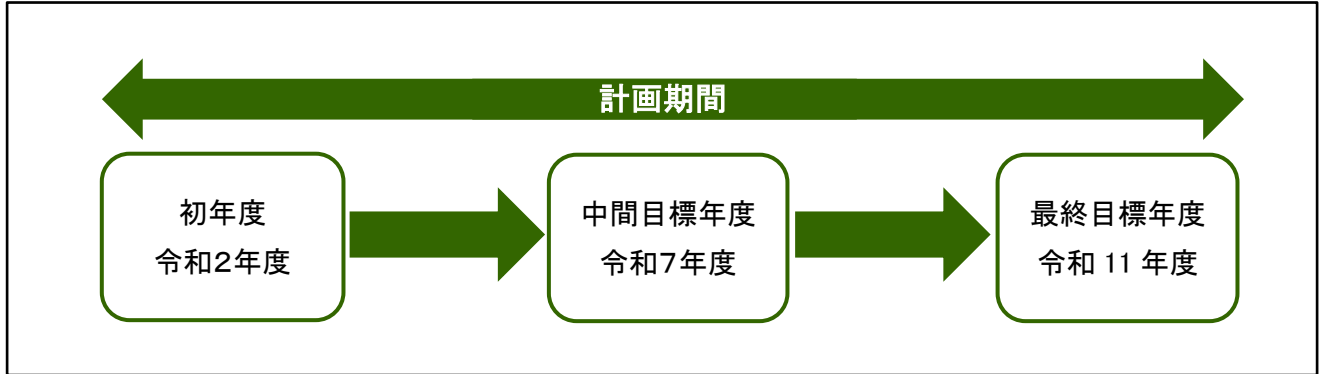 計画期間
初年度
令和２年度
中間目標年度
令和７年度
最終目標年度
令和 11 年度